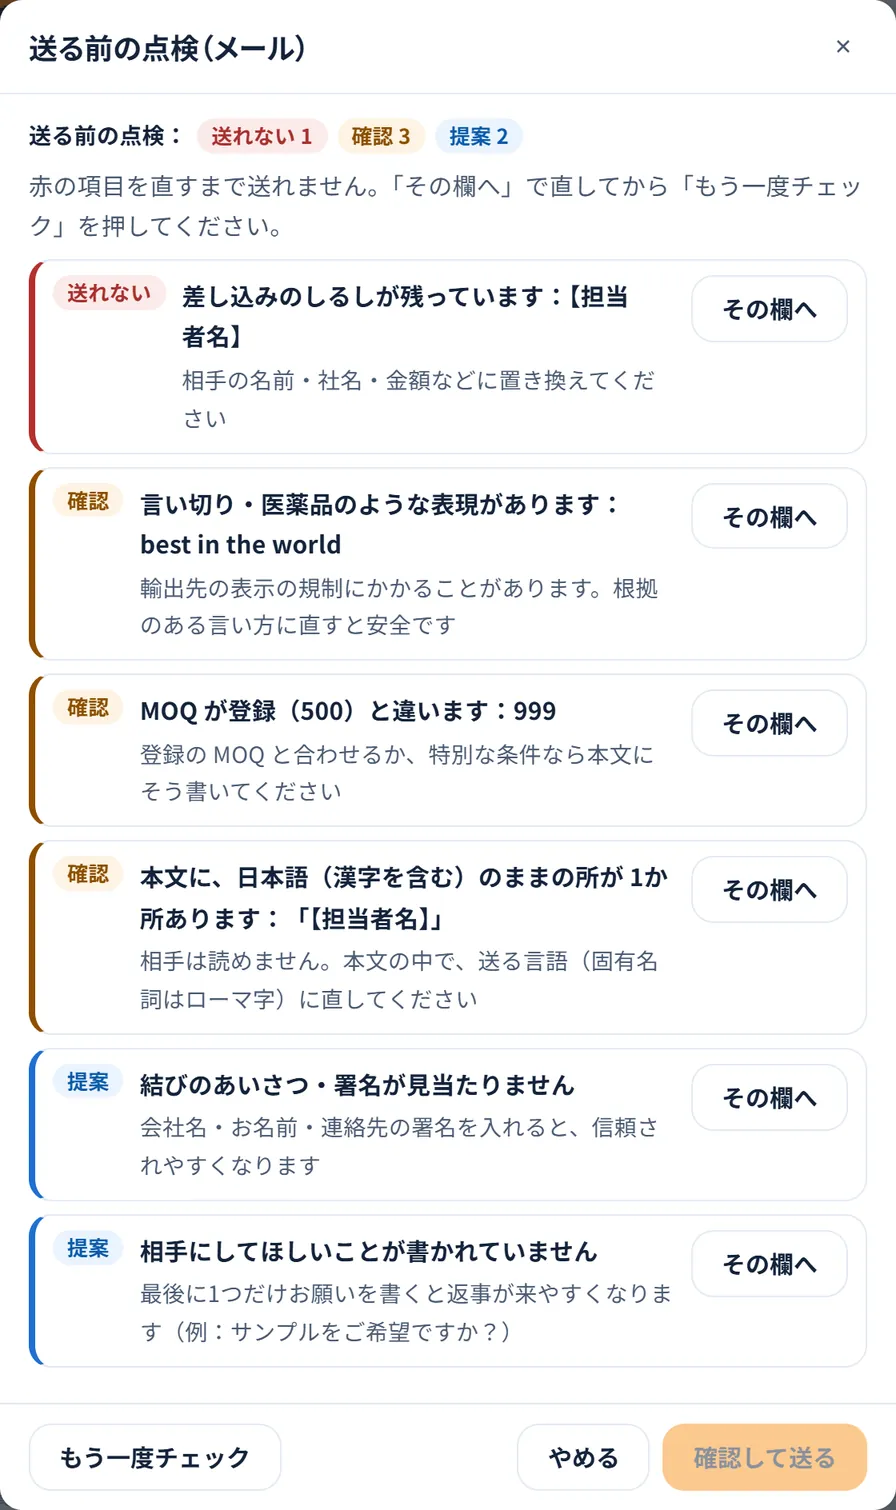 送る前の点検（メール）
×
送る前の点検： 送れない 1 確認 3 提案 2
赤の項目を直すまで送れません。「その欄へ」で直してから「もう一度チェッ
ク」を押してください。
送れない 差し込みのしるしが残っています：【担当 その欄へ
者名】
相手の名前・社名・金額などに置き換えてくだ
さい
確認 言い切り・医薬品のような表現があります： その欄へ
best in the world
輸出先の表示の規制にかかることがあります。根拠
のある言い方に直すと安全です
確認 MOQ が登録（500）と違います：999 その欄へ
登録の MOQ と合わせるか、特別な条件なら本文に
そう書いてください
確認 本文に、日本語（漢字を含む）のままの所が 1か その欄へ
所あります：「【担当者名】」
相手は読めません。本文の中で、送る言語（固有名
詞はローマ字）に直してください
提案 結びのあいさつ・署名が見当たりません その欄へ
会社名・お名前・連絡先の署名を入れると、信頼さ
れやすくなります
提案 相手にしてほしいことが書かれていません その欄へ
最後に1つだけお願いを書くと返事が来やすくなりま
す（例：サンプルをご希望ですか？）
もう一度チェック やめる 確認して送る